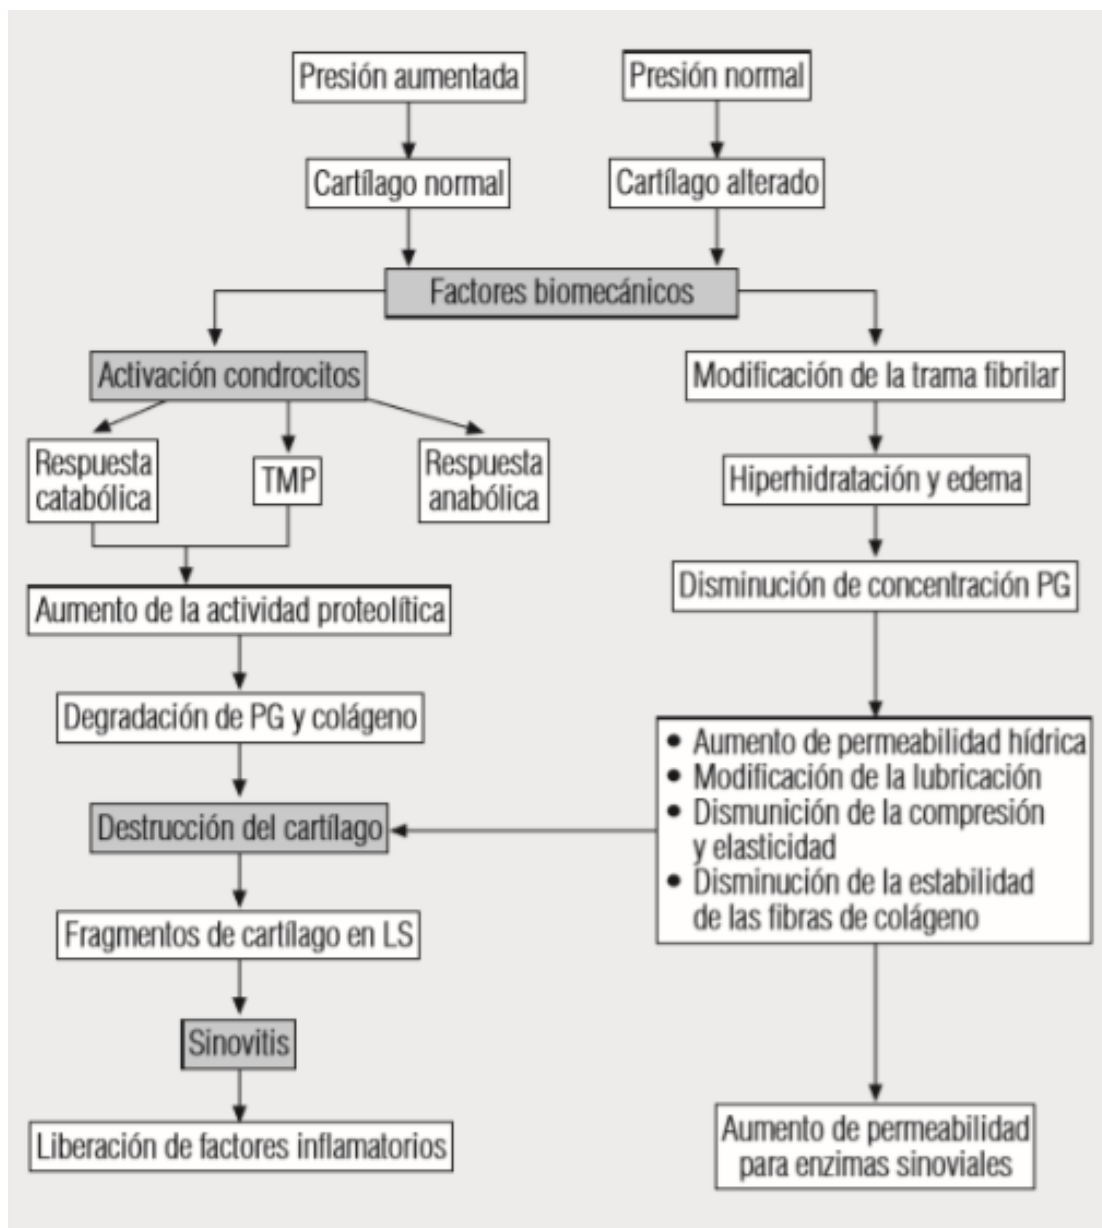 Presión aumentada
Presión normal
Cartílago normal
Cartílago alterado
Factores biomecánicos
Activación condrocitos
Modificación de la trama fibrilar
Respuesta
catabólica
TMP
Respuesta
anabólica
Hiperhidratación y edema
Disminución de concentración PG
Aumento de la actividad proteolítica
Degradación de PG y colágeno
• Aumento de permeabilidad hídrica
• Modificación de la lubricación
• Dismunición de la compresión
y elasticidad
• Disminución de la estabilidad
de las fibras de colágeno
Destrucción del cartílago
Fragmentos de cartílago en LS
Sinovitis
Liberación de factores inflamatorios
Aumento de permeabilidad
para enzimas sinoviales